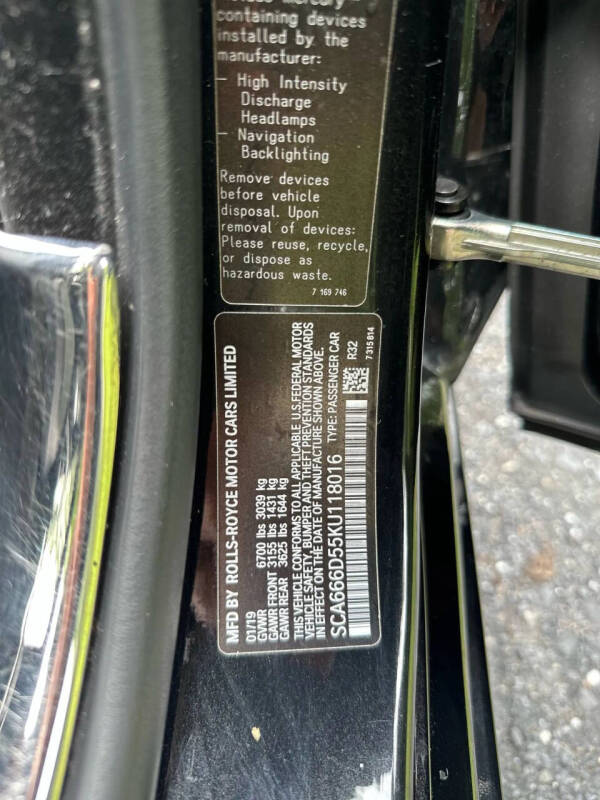 containing devices
installed by the
manufacturer:
- High Intensity
Discharge
Headlamps
- Navigation
Backlighting
Remove devices
before vehicle
disposal. Upon
removal of devices:
Please reuse, recycle,
or dispose as
hazardous waste.
7 169 746
MFD BY ROLLS-ROYCE MOTOR CARS LIMITED
01/19
GVWR 6700 lbs 3039 kg
GAWR FRONT 3155 lbs 1431 kg
GAWR REAR 3625 lbs 1644 kg
THIS VEHICLE CONFORMS TO ALL APPLICABLE U.S.FEDERAL MOTOR
VEHICLE SAFETY, BUMPER AND THEFT PREVENTION STANDARDS
IN EFFECT ON THE DATE OF MANUFACTURE SHOWN ABOVE.
SCA666D55KU118016 TYPE: PASSENGER CAR
R32
7315814